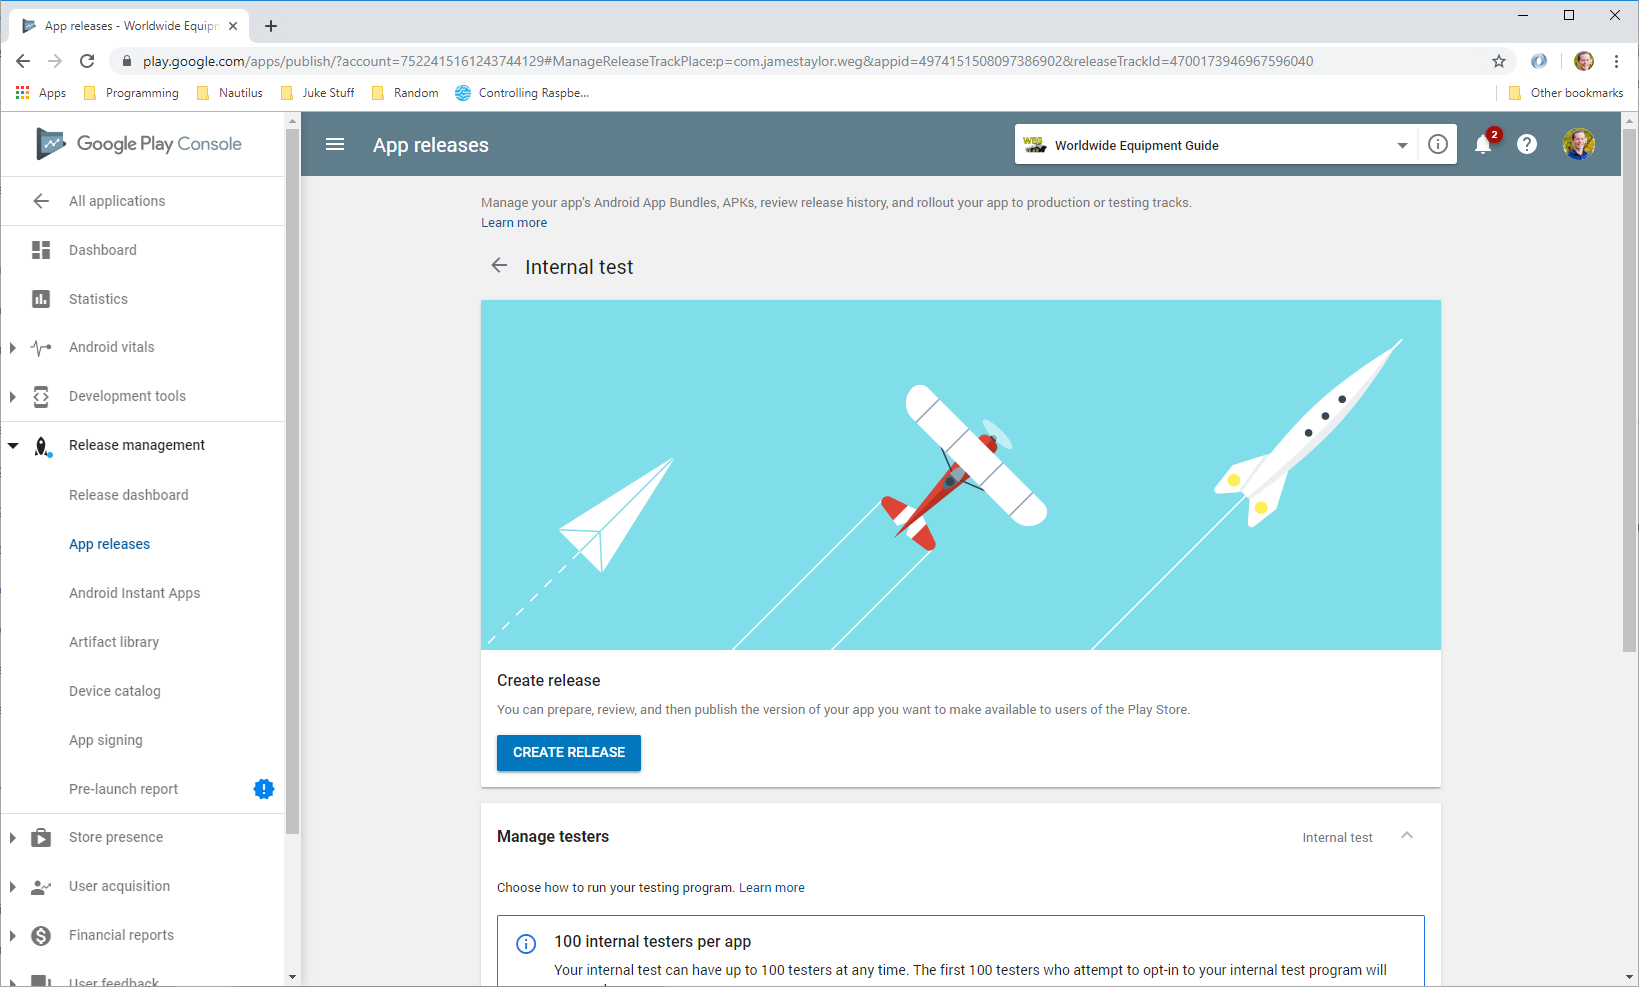 App releases - Worldwide Equipm
play.google.com/apps/publish/?account=7522415161243744129#ManageReleaseTrackPlace:p=com.jamestaylor.weg&appid=4974151508097386902&releaseTrackId=4700173946967596040
Apps Programming Nautilus Juke Stuff Random Controlling Raspbe... Other bookmarks
Google Play Console
App releases
WEG
Worldwide Equipment Guide
2
All applications
Dashboard
Statistics
Android vitals
Development tools
Release management
Release dashboard
App releases
Android Instant Apps
Artifact library
Device catalog
App signing
Pre-launch report
Store presence
User acquisition
Financial reports
User feedback
Manage your app's Android App Bundles, APKs, review release history, and rollout your app to production or testing tracks.
Learn more
Internal test
Create release
You can prepare, review, and then publish the version of your app you want to make available to users of the Play Store.
CREATE RELEASE
Manage testers
Internal test
Choose how to run your testing program. Learn more
100 internal testers per app
Your internal test can have up to 100 testers at any time. The first 100 testers who attempt to opt-in to your internal test program will